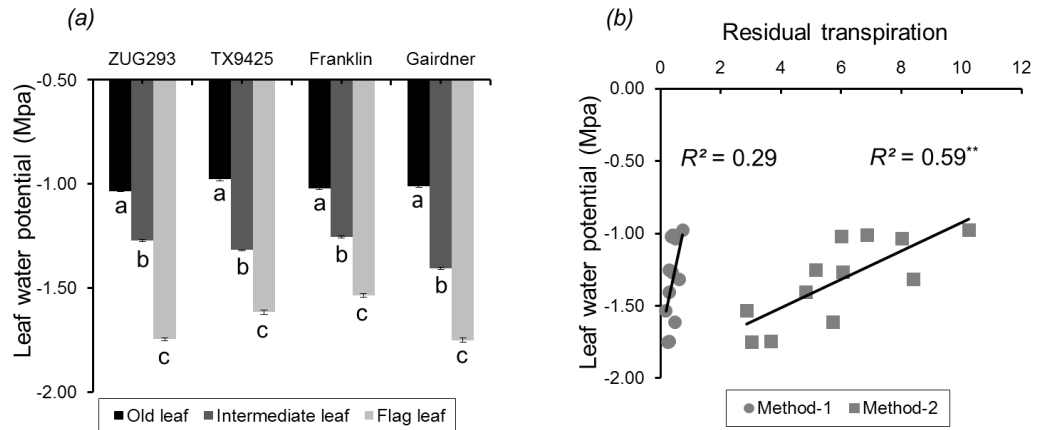 (a)
ZUG293 TX9425 Franklin Gairdner
-0.50
-1.00
-1.50
-2.00
Leaf water potential (Mpa)
a b c a b c a b c a b c
Old leaf Intermediate leaf Flag leaf
(b)
Residual transpiration
0 2 4 6 8 10 12
0.00
-0.50
-1.00
-1.50
-2.00
Leaf water potential (Mpa)
R² = 0.29 R² = 0.59**
Method-1 Method-2